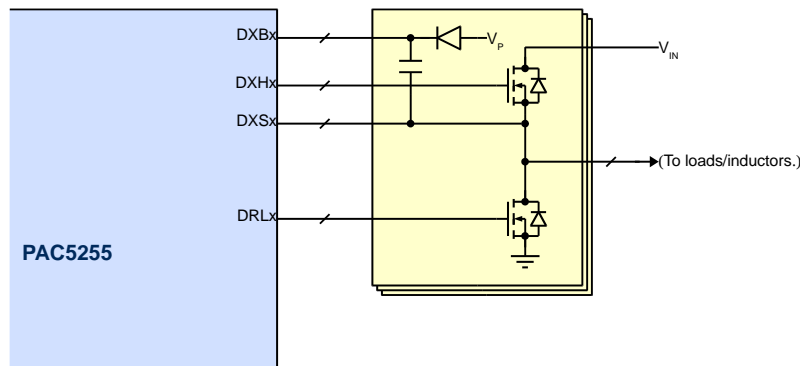 DXBx
V_P
V_IN
DXHx
DXSx
(To loads/inductors.)
DRLx
PAC5255